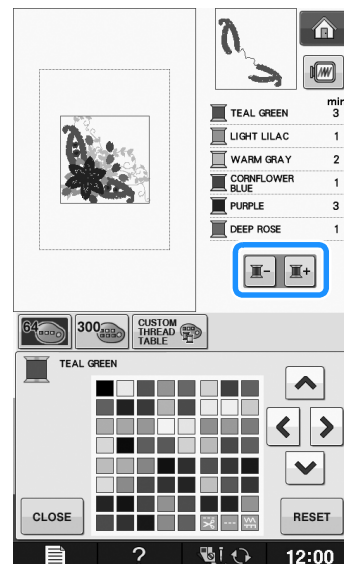 min
TEAL GREEN 3
LIGHT LILAC 1
WARM GRAY 2
CORNFLOWER
BLUE 1
PURPLE 3
DEEP ROSE 1
- +
64 300 CUSTOM
THREAD
TABLE
TEAL GREEN
CLOSE RESET
? 12:00